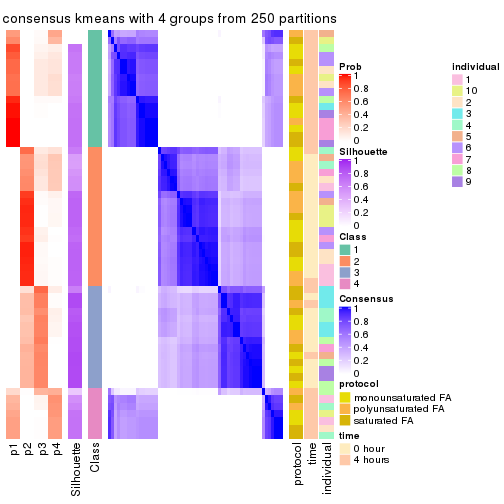 consensus kmeans with 4 groups from 250 partitions
p1
p2
p3
p4
Silhouette
Class
protocol
time
individual
Prob
1
0.8
0.6
0.4
0.2
0
Silhouette
1
0.8
0.6
0.4
0.2
0
Class
1
2
3
4
Consensus
1
0.8
0.6
0.4
0.2
0
protocol
monounsaturated FA
polyunsaturated FA
saturated FA
time
0 hour
4 hours
individual
1
10
2
3
4
5
6
7
8
9